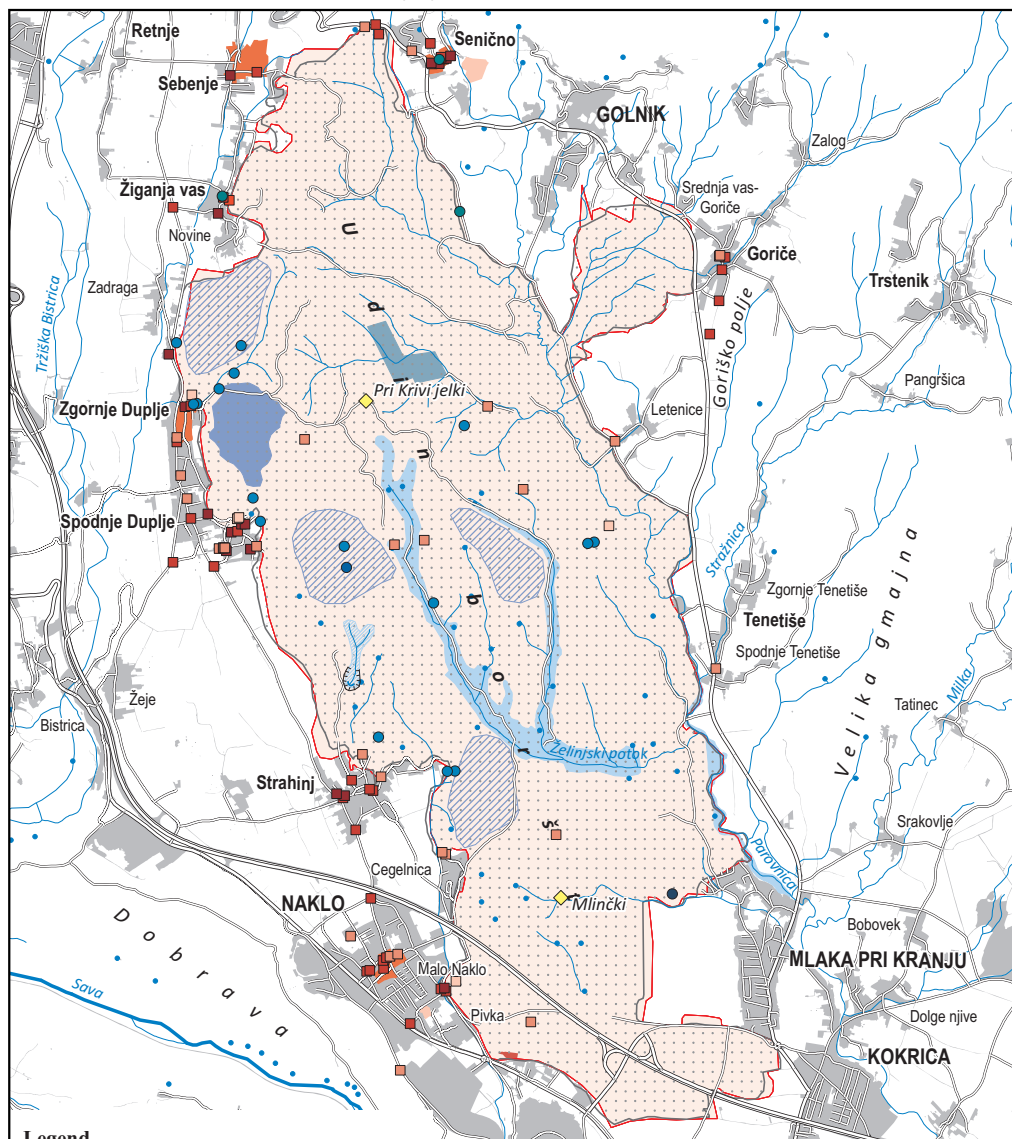 Retnje
Senično
Sebenje
GOLNIK
Zalog
Žiganja vas
Srednja vas-
Goriče
Novine
Goriče
Trstenik
Zadraga
Tržiška Bistrica
Goriško polje
Pri Krivi jelki
Pangršica
Zgornje Duplje
Letenice
Spodnje Duplje
Udin boršt
Stražnica
Zgornje Tenetiše
Tenetiše
Spodnje Tenetiše
Velika gmajna
Milka
Tatinec
Žeje
Bistrica
Želinjski potok
Strahinj
Srakovlje
Parovnica
Cegelnica
NAKLO
Mlinčki
Bobovek
Dobrava
MLAKA PRI KRANJU
Malo Naklo
Sava
Pivka
Dolge njive
KOKRICA
Legend